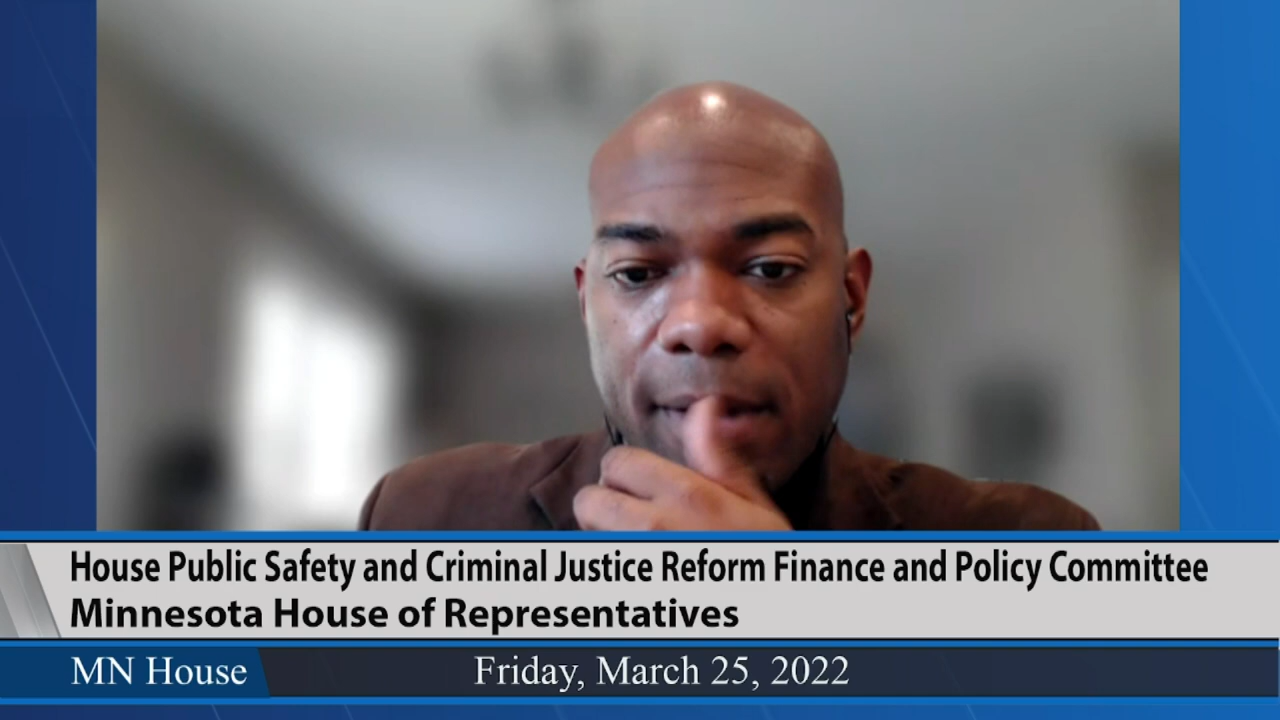 House Public Safety and Criminal Justice Reform Finance and Policy Committee
Minnesota House of Representatives
MN House
Friday, March 25, 2022